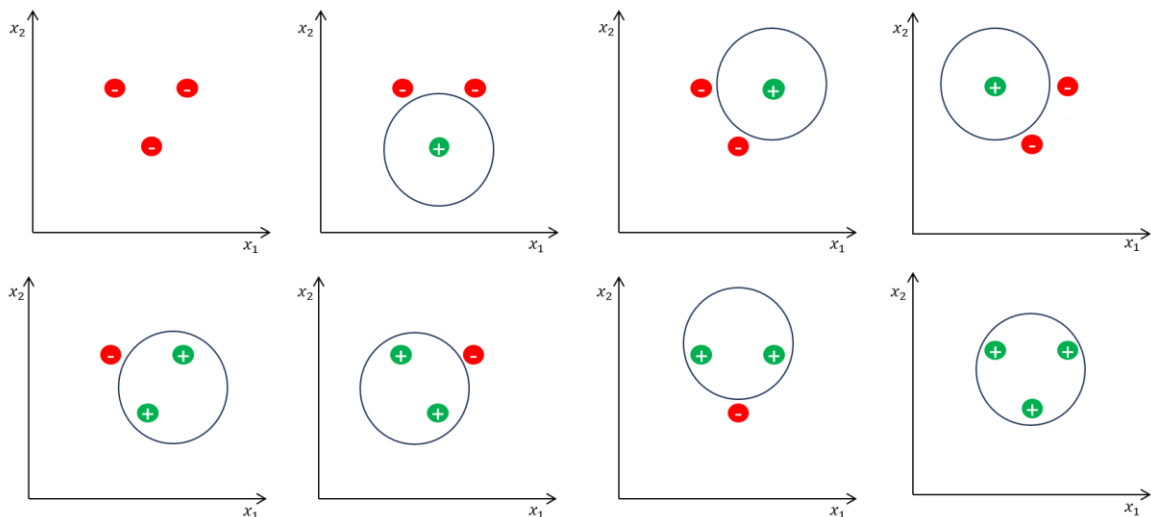 x₂
- -
-
x₁
x₂
- -
+
x₁
x₂
- +
-
x₁
x₂
+ -
-
x₁
x₂
- +
+
x₁
x₂
+ -
+
x₁
x₂
+ +
-
x₁
x₂
+ +
+
x₁